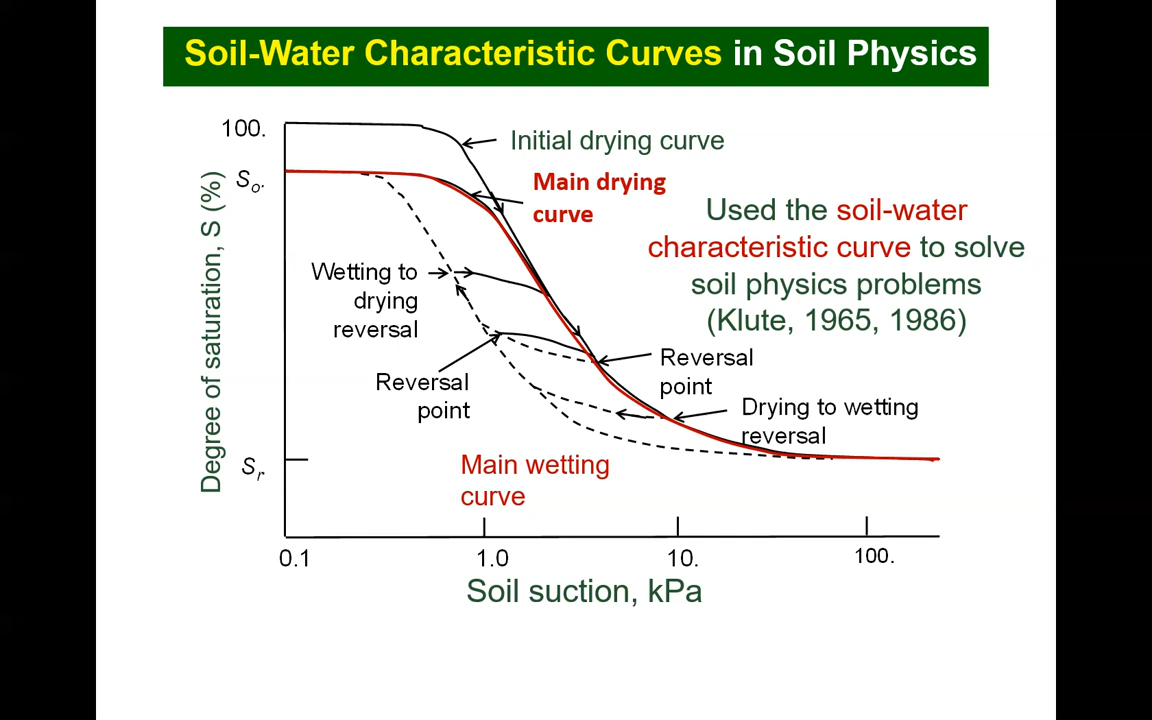 Soil-Water Characteristic Curves in Soil Physics
100.
Initial drying curve
So.
Main drying
curve
Used the soil-water
characteristic curve to solve
soil physics problems
(Klute, 1965, 1986)
Degree of saturation, S (%)
Wetting to
drying
reversal
Reversal
point
Reversal
point
Drying to wetting
reversal
Sr
Main wetting
curve
0.1
1.0
10.
100.
Soil suction, kPa